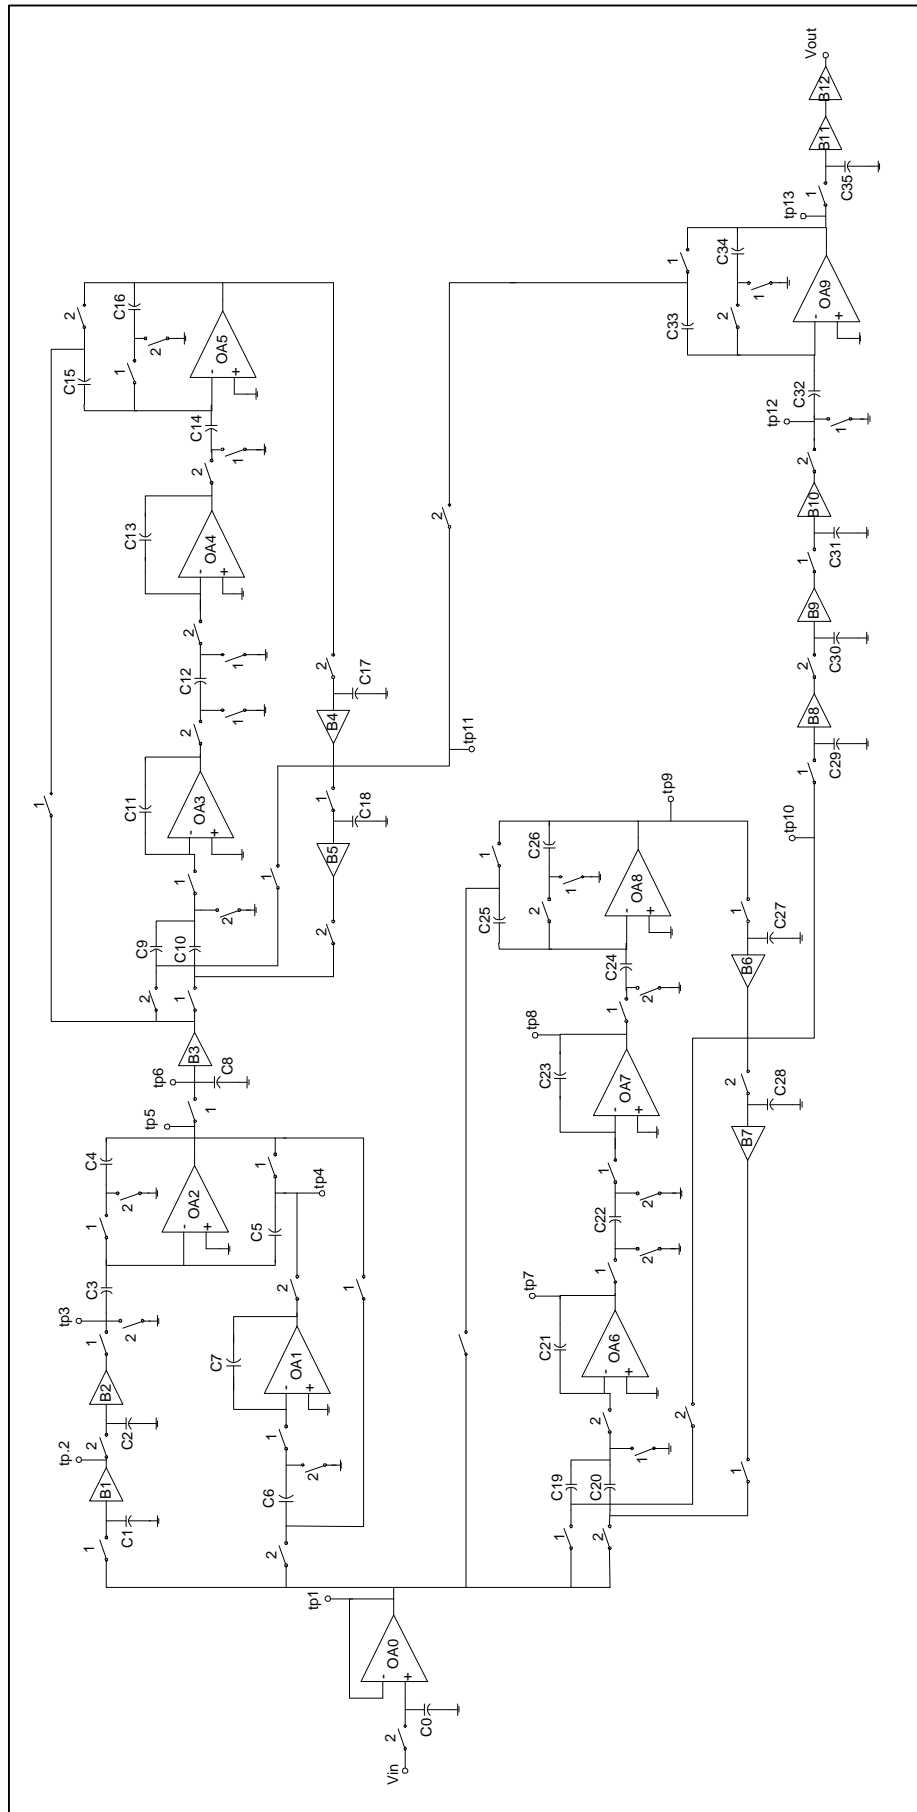 Vin
2
C0
-
+
OA0
tp1
1
C1
B1
tp.2
2
C2
B2
1
tp3
2
C3
1
2
C4
-
+
OA2
tp5
C5
1
tp4
2
C6
2
1
C7
-
+
OA1
2
1
1
tp6
C8
B3
2
1
C9
C10
2
1
C11
-
+
OA3
2
1
C12
1
2
C13
-
+
OA4
2
1
C14
C15
2
1
2
C16
-
+
OA5
1
2
C17
B4
1
C18
B5
2
1
tp11
2
1
2
C19
C20
1
2
C21
-
+
OA6
tp7
1
2
C22
2
1
C23
-
+
OA7
tp8
1
2
C24
C25
1
2
1
C26
-
+
OA8
tp9
1
C27
B6
2
C28
B7
1
2
tp10
1
C29
B8
2
C30
B9
1
C31
B10
2
tp12
1
C32
C33
1
2
1
C34
-
+
OA9
tp13
1
C35
B11
B12
Vout